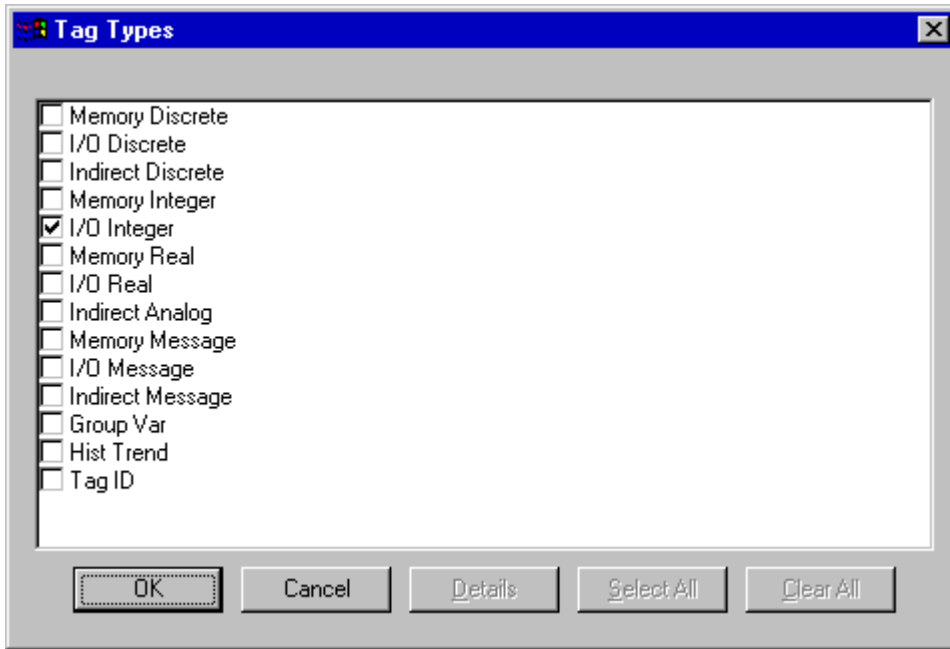 Tag Types
Memory Discrete
I/O Discrete
Indirect Discrete
Memory Integer
I/O Integer
Memory Real
I/O Real
Indirect Analog
Memory Message
I/O Message
Indirect Message
Group Var
Hist Trend
Tag ID
OK Cancel Details Select All Clear All